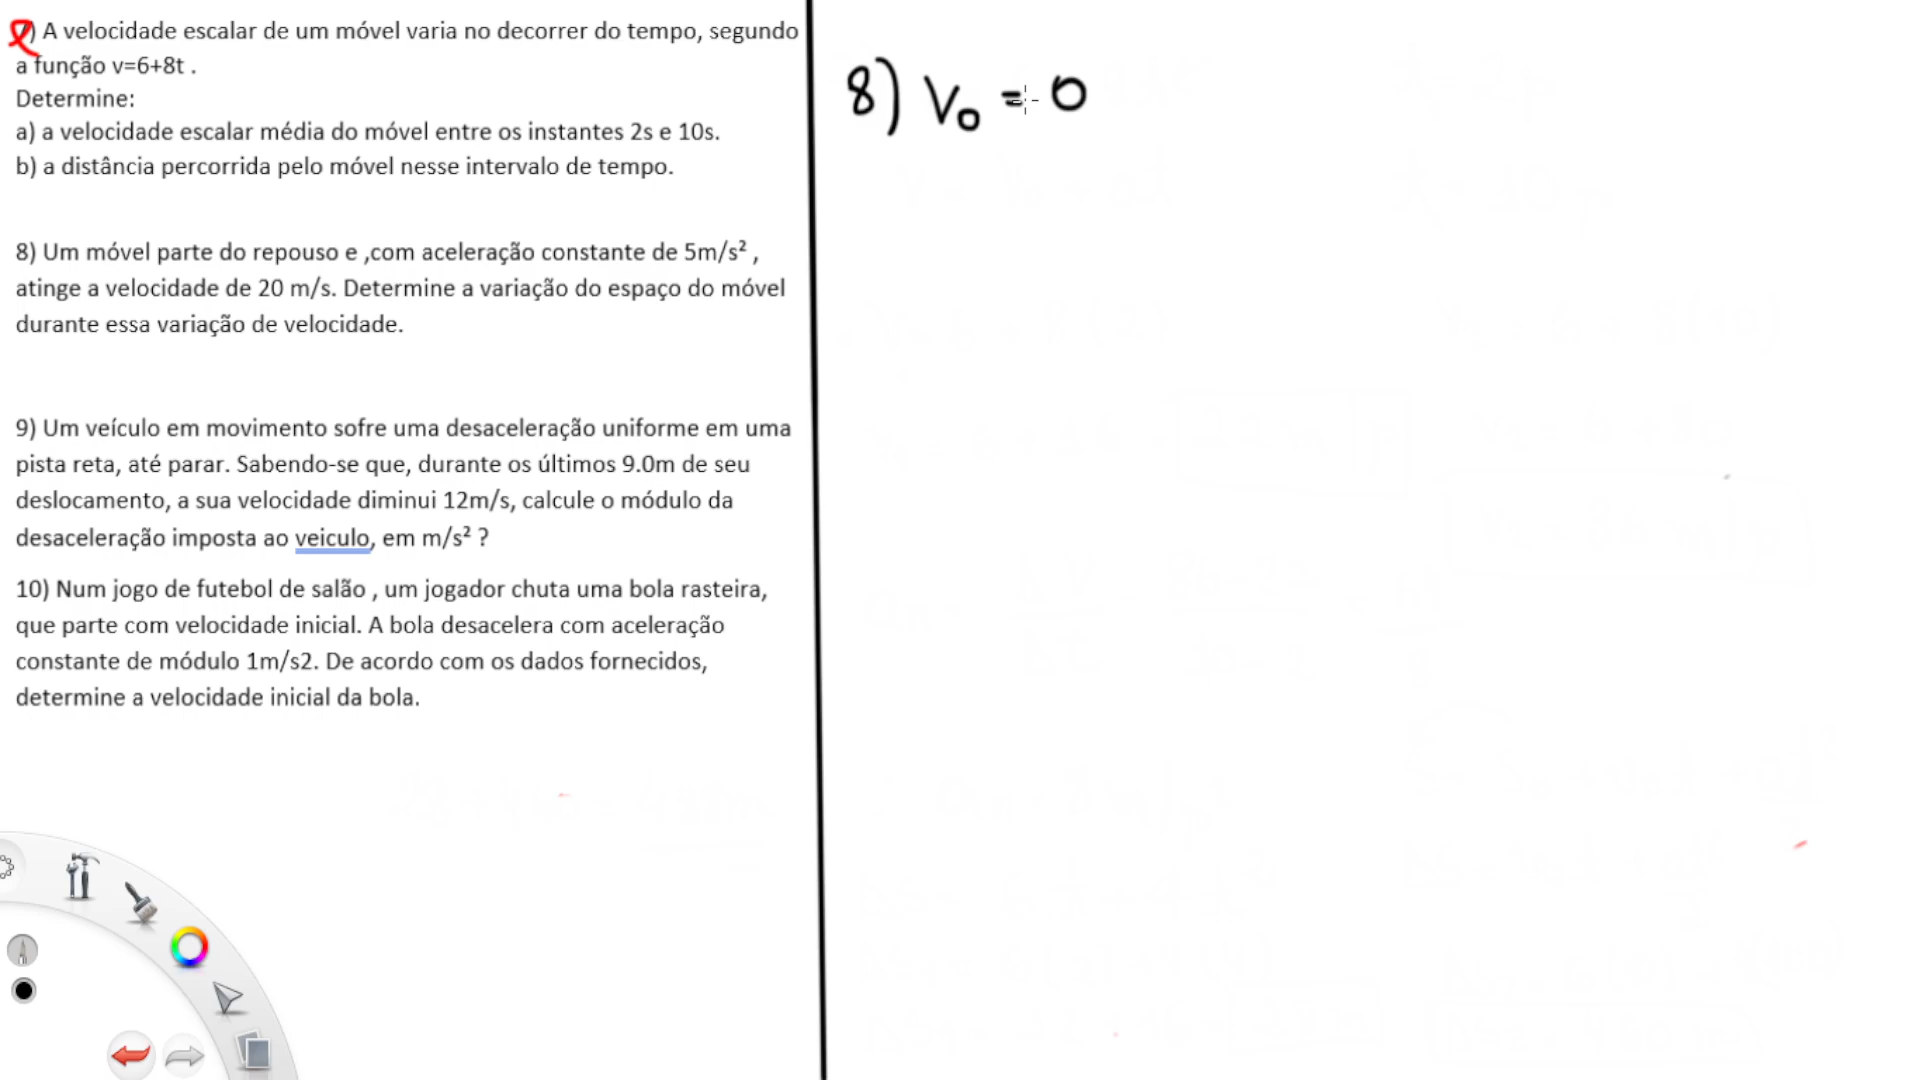 7) A velocidade escalar de um móvel varia no decorrer do tempo, segundo
a função v=6+8t .
Determine:
a) a velocidade escalar média do móvel entre os instantes 2s e 10s.
b) a distância percorrida pelo móvel nesse intervalo de tempo.
8) Um móvel parte do repouso e ,com aceleração constante de 5m/s² ,
atinge a velocidade de 20 m/s. Determine a variação do espaço do móvel
durante essa variação de velocidade.
9) Um veículo em movimento sofre uma desaceleração uniforme em uma
pista reta, até parar. Sabendo-se que, durante os últimos 9.0m de seu
deslocamento, a sua velocidade diminui 12m/s, calcule o módulo da
desaceleração imposta ao veiculo, em m/s² ?
10) Num jogo de futebol de salão , um jogador chuta uma bola rasteira,
que parte com velocidade inicial. A bola desacelera com aceleração
constante de módulo 1m/s2. De acordo com os dados fornecidos,
determine a velocidade inicial da bola.
8) V₀ = 0